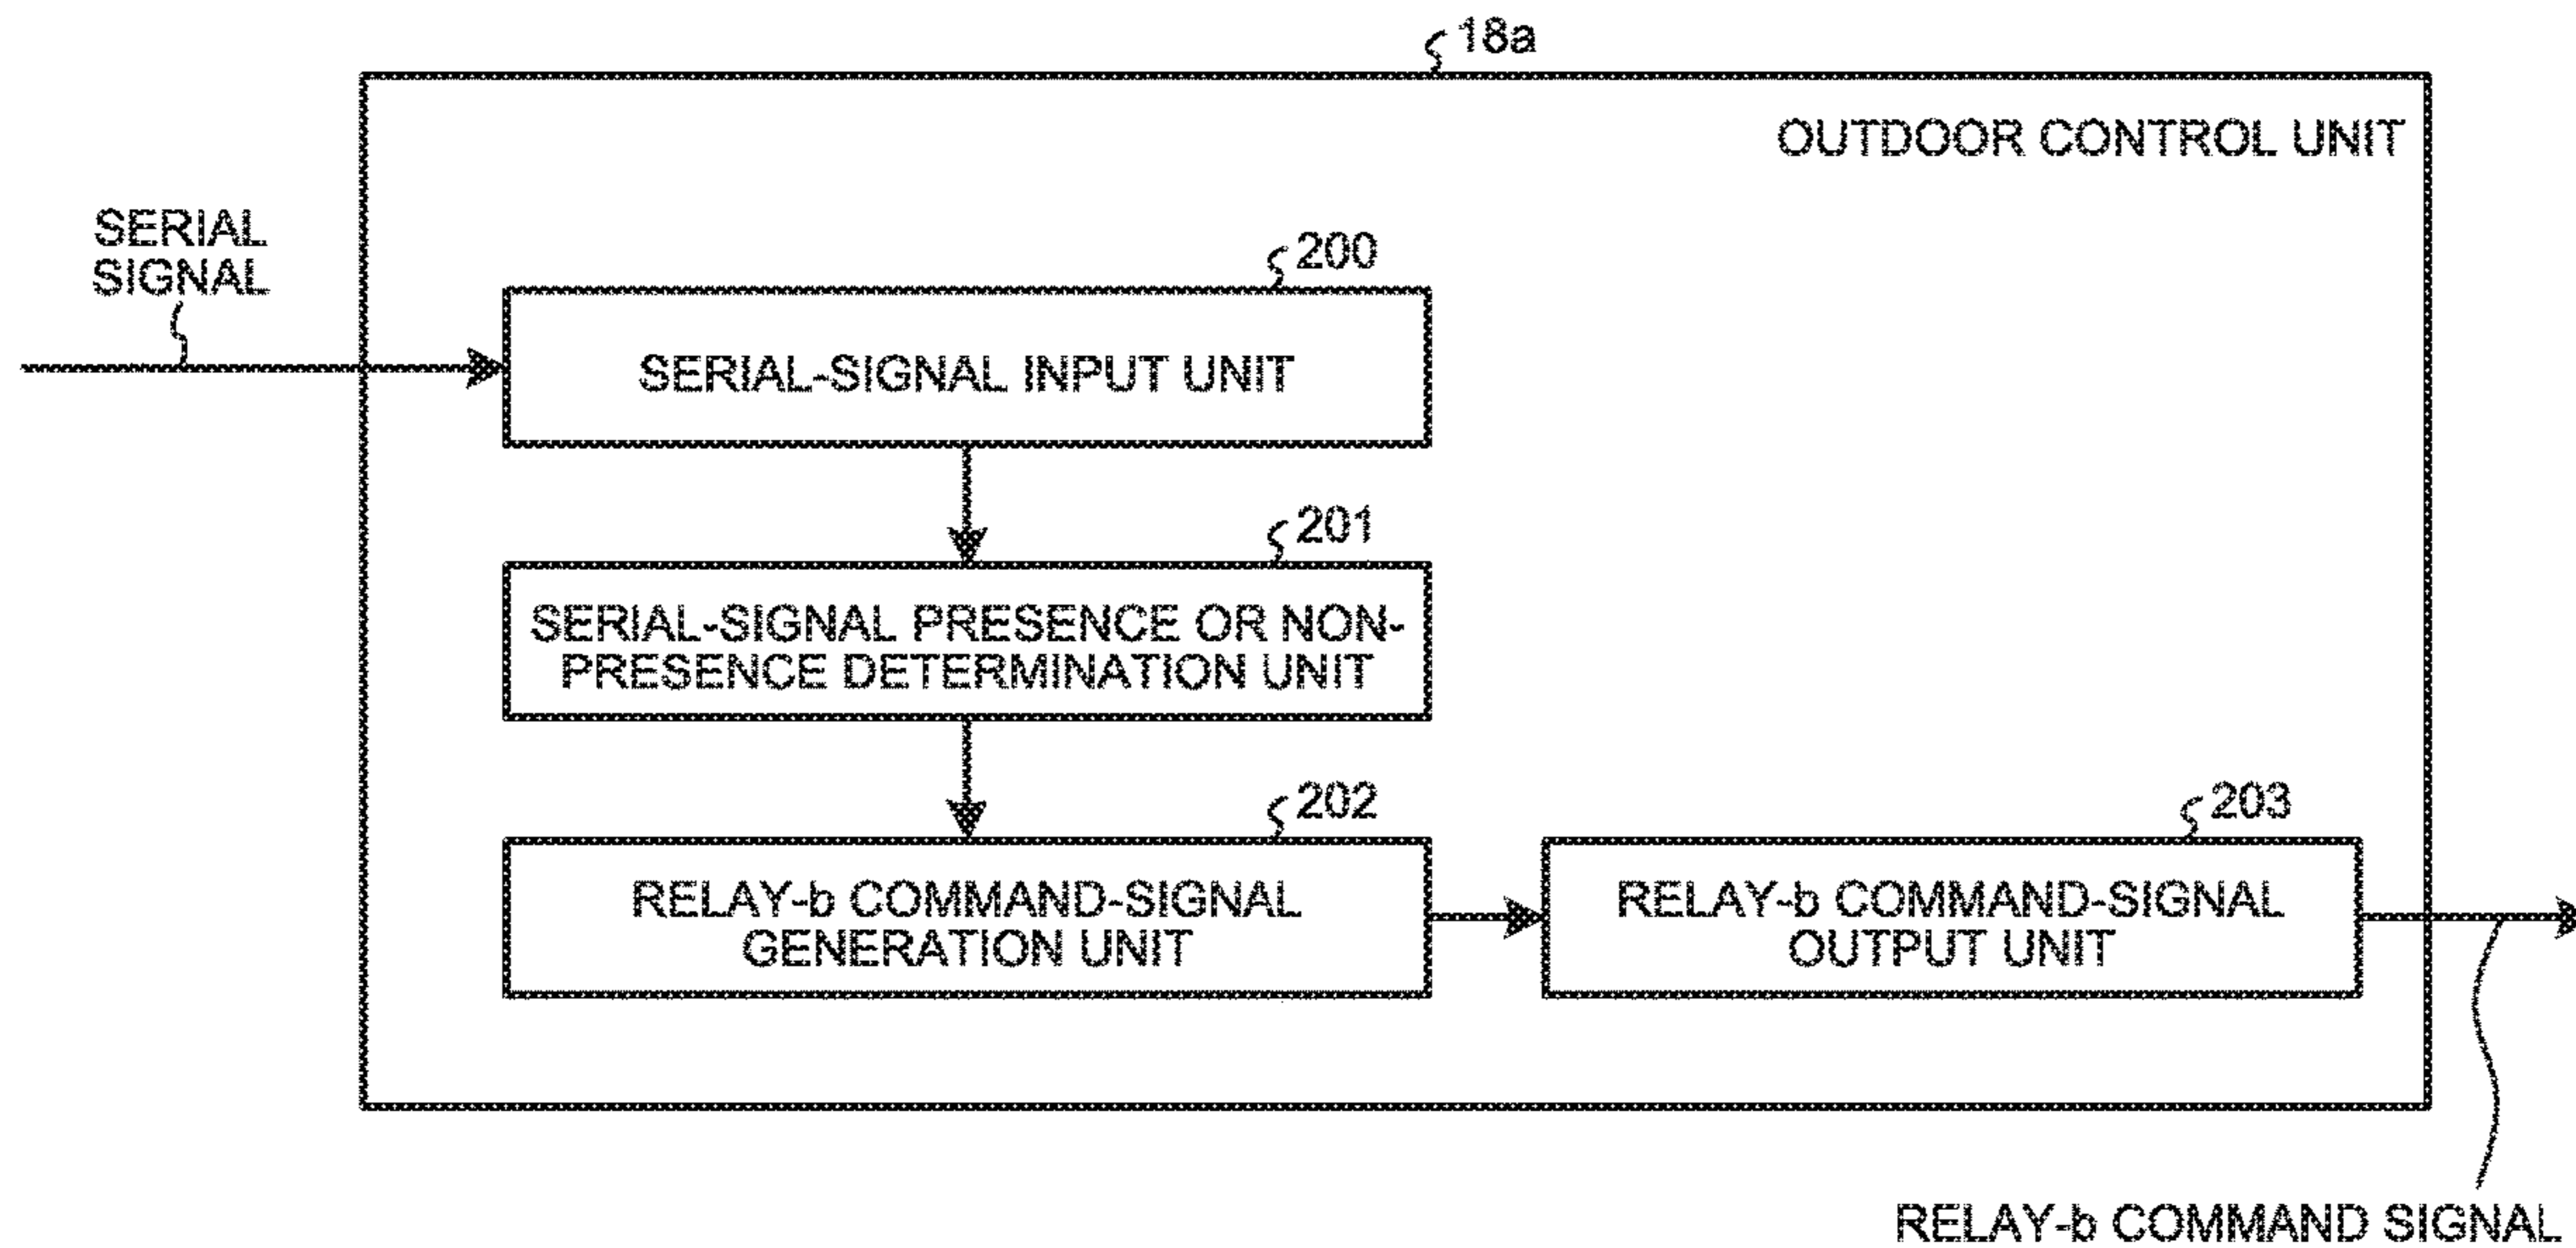 18a
OUTDOOR CONTROL UNIT
SERIAL
SIGNAL
200
SERIAL-SIGNAL INPUT UNIT
201
SERIAL-SIGNAL PRESENCE OR NON-
PRESENCE DETERMINATION UNIT
202
RELAY-b COMMAND-SIGNAL
GENERATION UNIT
203
RELAY-b COMMAND-SIGNAL
OUTPUT UNIT
RELAY-b COMMAND SIGNAL